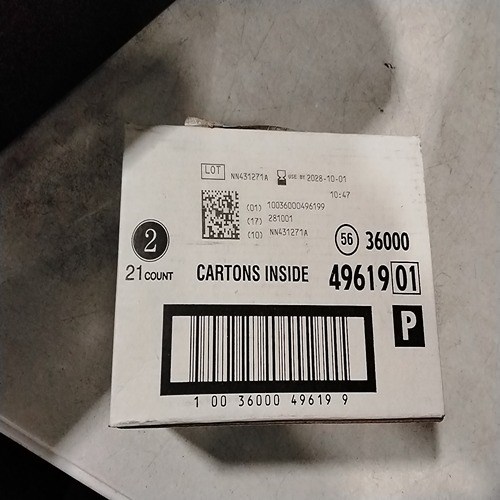 LOT NN431271A USE BY 2028-10-01
10:47
(01) 10036000496199
(17) 281001
(10) NN431271A
2
56 36000
21 COUNT CARTONS INSIDE 49619 01
P
1 00 36000 49619 9